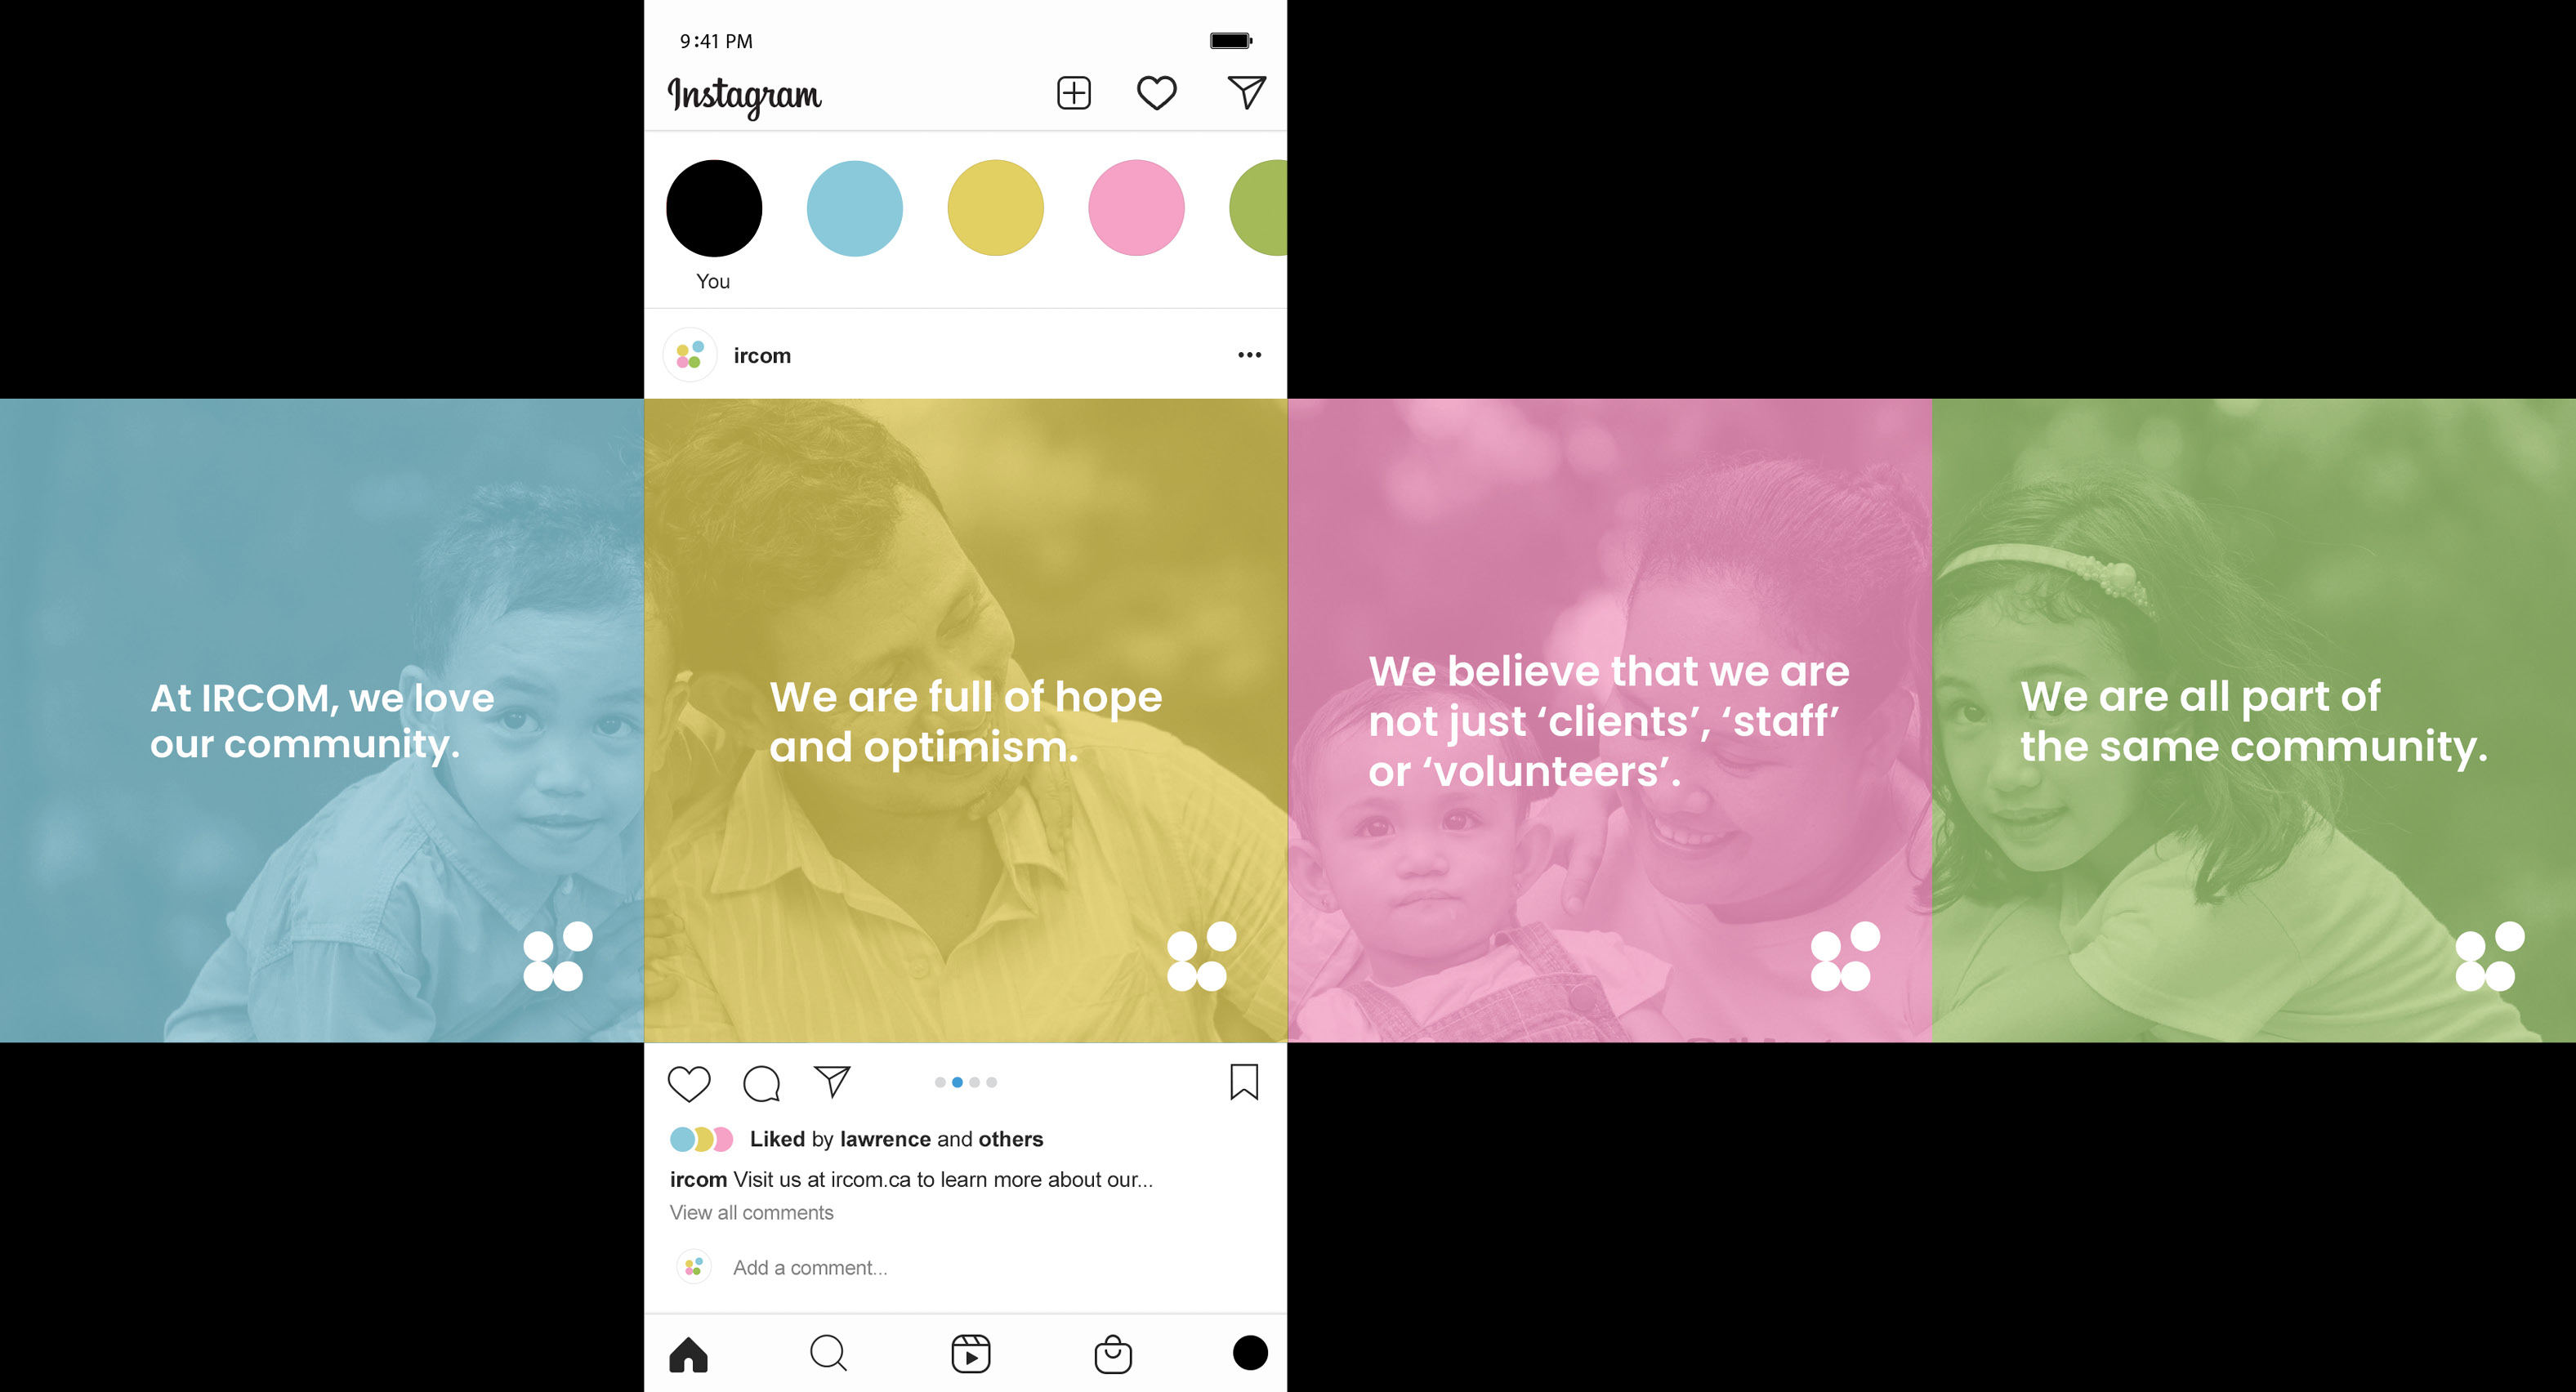 9:41 PM
Instagram
You
ircom
At IRCOM, we love
our community.
We are full of hope
and optimism.
We believe that we are
not just ‘clients’, ‘staff’
or ‘volunteers’.
We are all part of
the same community.
Liked by lawrence and others
ircom Visit us at ircom.ca to learn more about our...
View all comments
Add a comment...